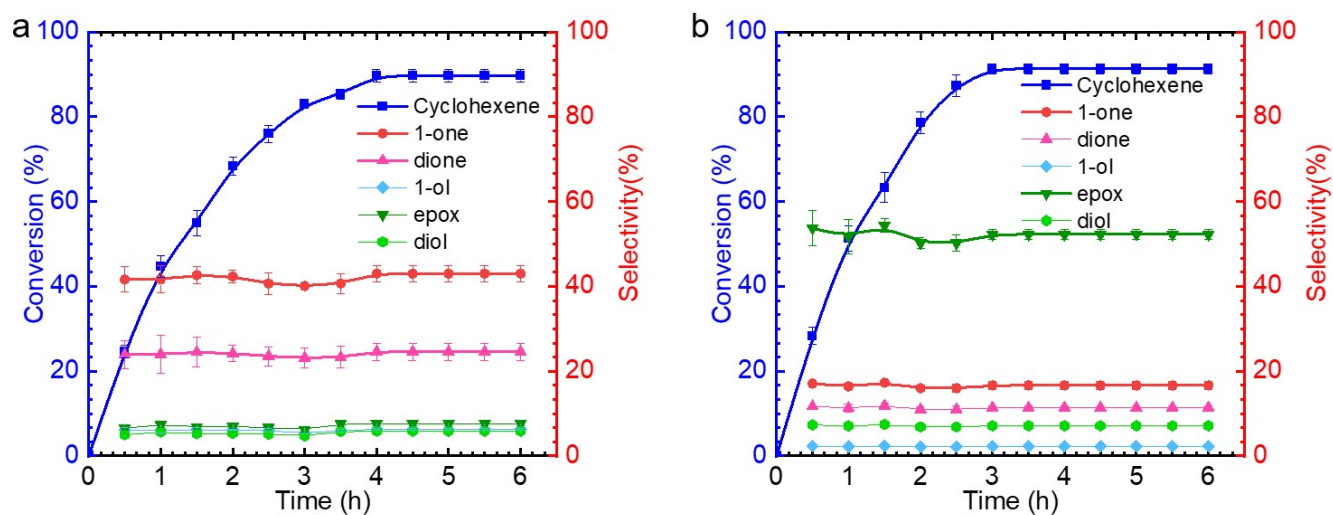 a
100
80
60
40
20
0
Conversion (%)
Cyclohexene
1-one
dione
1-ol
epox
diol
100
80
60
40
20
0
Selectivity(%)
0 1 2 3 4 5 6
Time (h)
b
100
80
60
40
20
0
Conversion (%)
Cyclohexene
1-one
dione
1-ol
epox
diol
100
80
60
40
20
0
Selectivity(%)
0 1 2 3 4 5 6
Time (h)